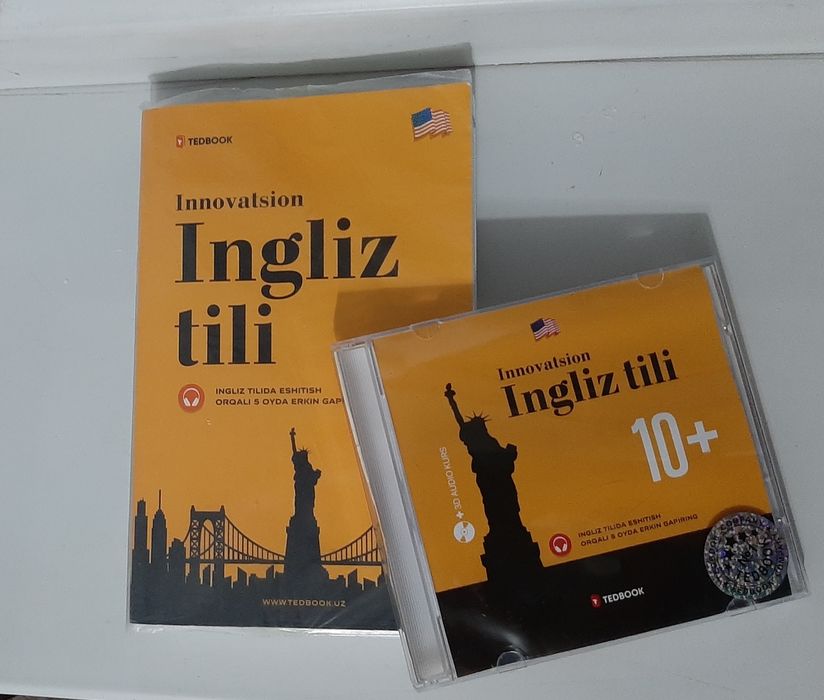 TEDBOOK
Innovatsion
Ingliz
tili
INGLIZ TILIDA ESHITISH
ORQALI 5 OYDA ERKIN
WWW.TEDBOOK.UZ
Innovatsion
Ingliz tili
10+
+3D AUDIO KURS
INGLIZ TILIDA ESHITISH
ORQALI 5 OYDA ERKIN GAPIRING
TEDBOOK